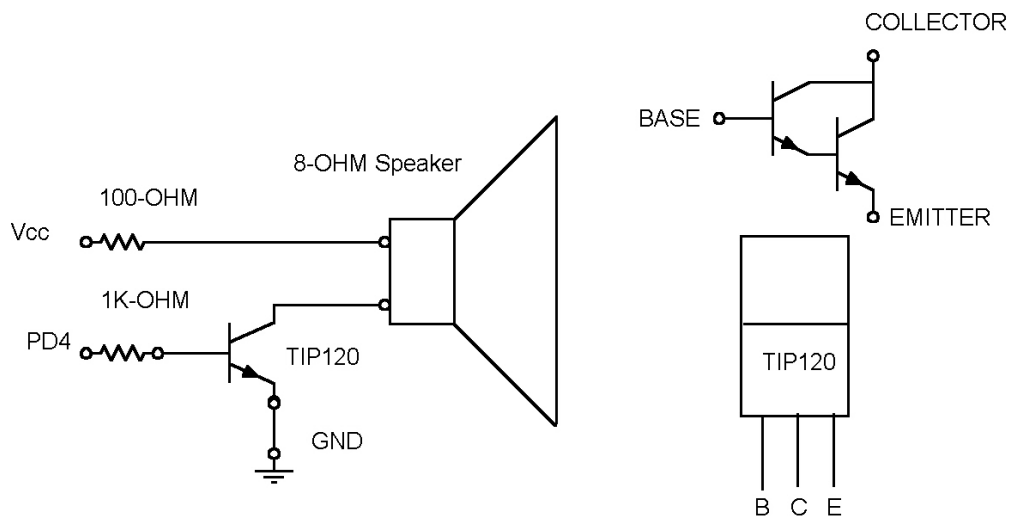 8-OHM Speaker
100-OHM
Vcc
1K-OHM
PD4
TIP120
GND
COLLECTOR
BASE
EMITTER
TIP120
B C E